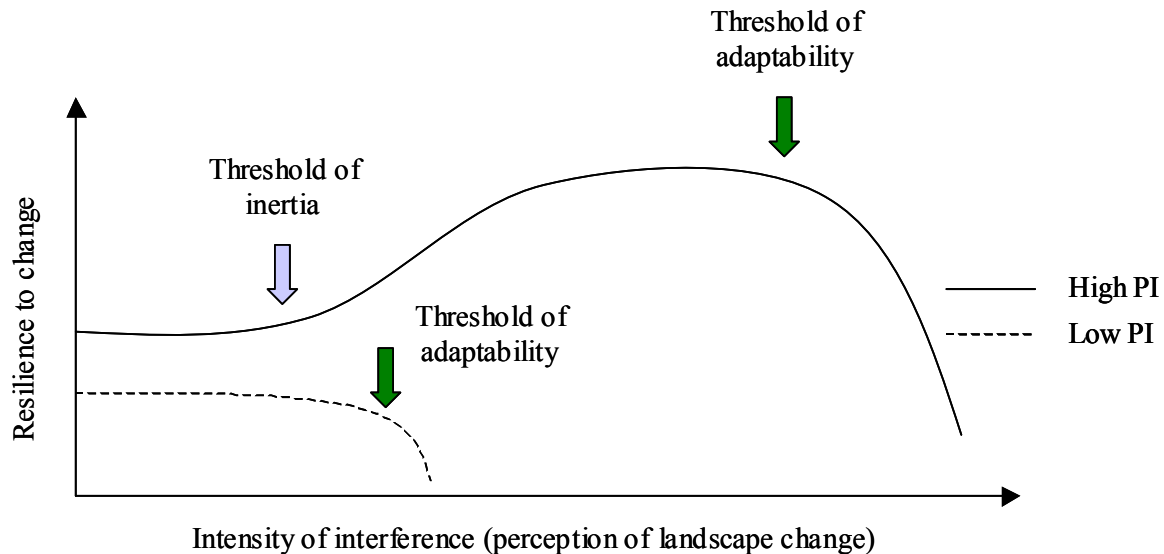 Threshold of
adaptability
Threshold of
inertia
Threshold of
adaptability
High PI
Low PI
Resilience to change
Intensity of interference (perception of landscape change)